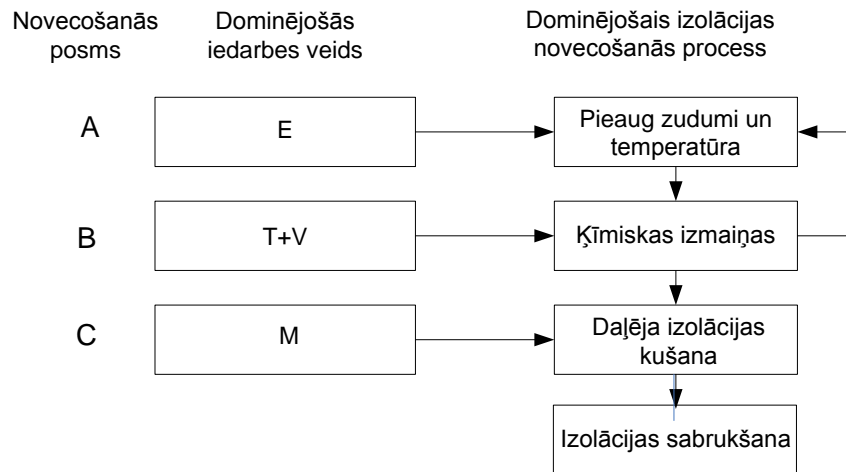 Novecošanās
posms
Dominējošās
iedarbes veids
Dominējošais izolācijas
novecošanās process
A
E
Pieaug zudumi un
temperatūra
B
T+V
Ķīmiskas izmaiņas
C
M
Daļēja izolācijas
kušana
Izolācijas sabrukšana